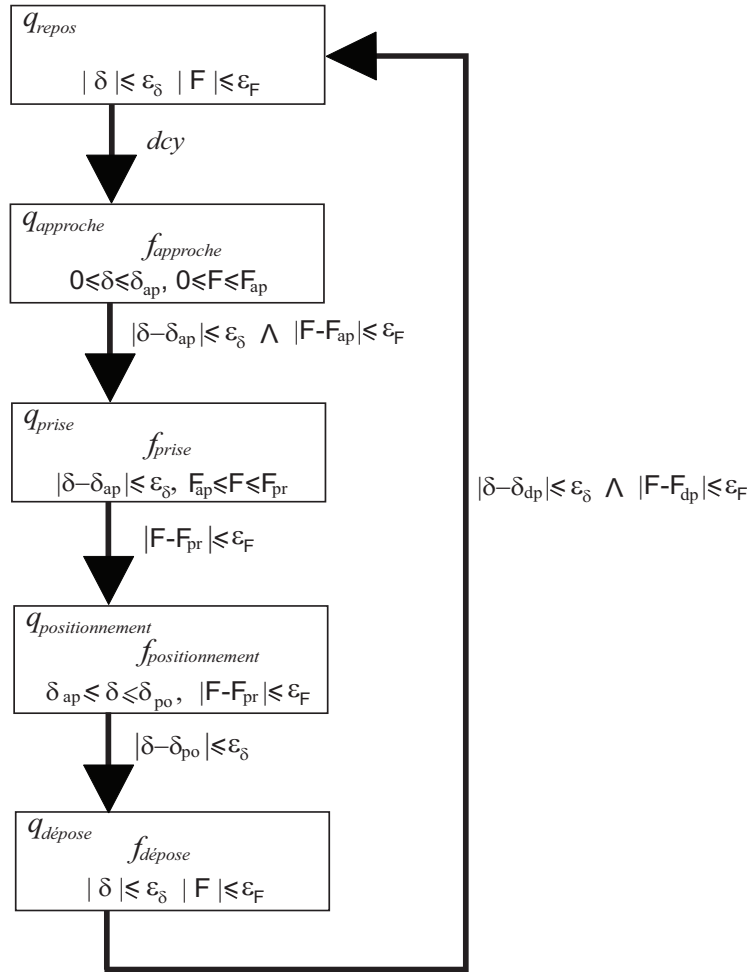 q_repos
| δ |⩽ ε_δ | F |⩽ ε_F
dcy
q_approche
f_approche
0⩽δ⩽δ_ap, 0⩽F⩽F_ap
|δ−δ_ap|⩽ ε_δ ∧ |F-F_ap|⩽ ε_F
q_prise
f_prise
|δ−δ_ap|⩽ ε_δ, F_ap⩽F⩽F_pr
|F-F_pr|⩽ ε_F
q_positionnement
f_positionnement
δ_ap ⩽ δ ⩽ δ_po, |F-F_pr|⩽ ε_F
|δ−δ_po|⩽ ε_δ
q_dépose
f_dépose
| δ |⩽ ε_δ | F |⩽ ε_F
|δ−δ_dp|⩽ ε_δ ∧ |F-F_dp|⩽ ε_F